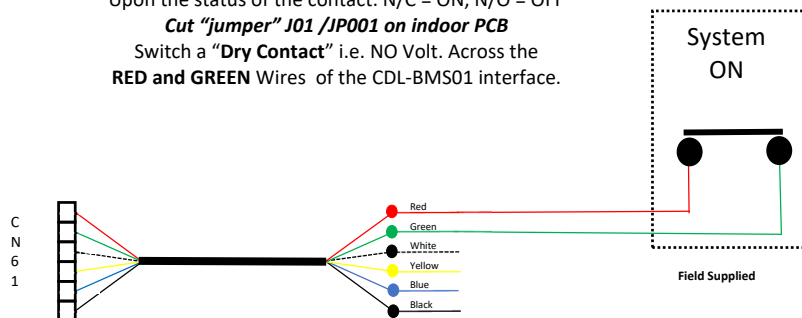 Upon the status of the contact. N/C = ON, N/O = OFF
Cut “jumper” J01 /JP001 on indoor PCB
Switch a “Dry Contact” i.e. NO Volt. Across the
RED and GREEN Wires of the CDL-BMS01 interface.
System
ON
C
N
6
1
Red
Green
White
Yellow
Blue
Black
Field Supplied